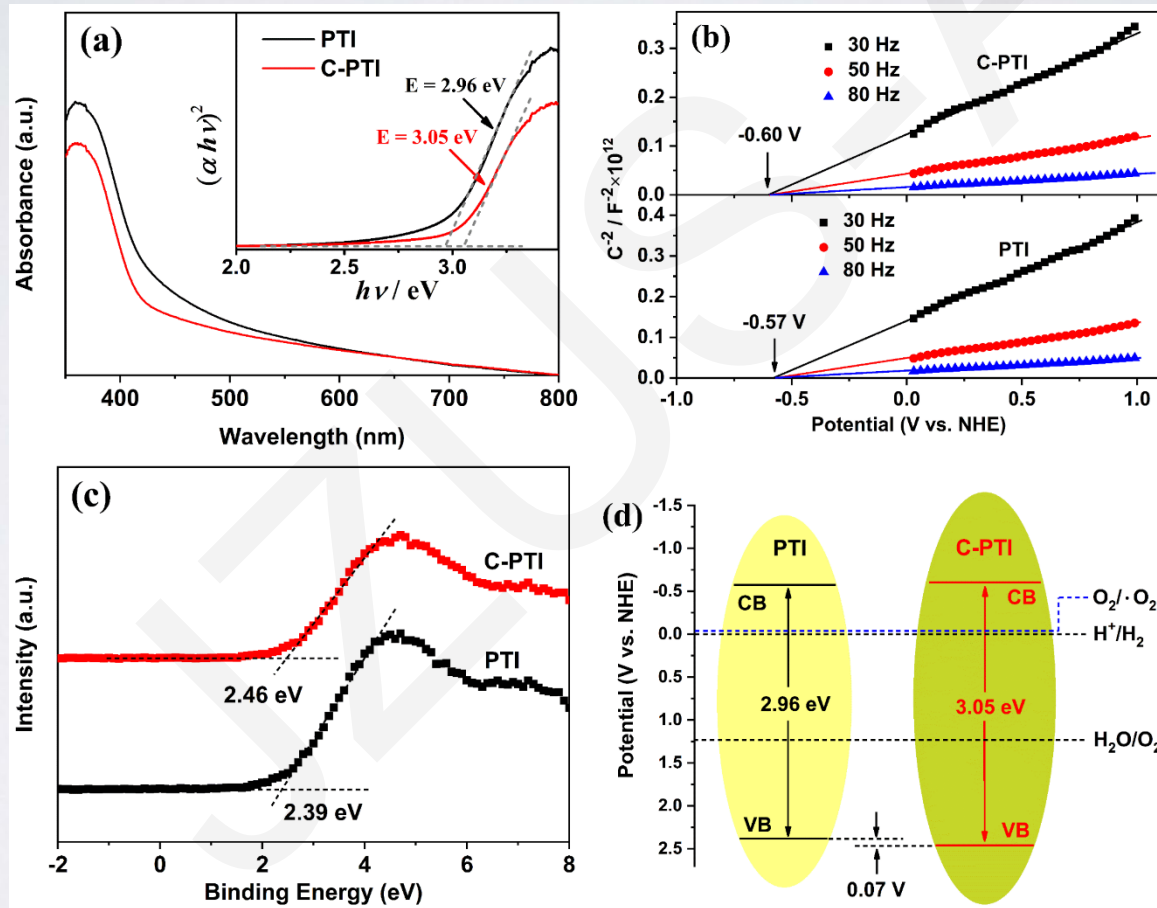 (a)
PTI
C-PTI
E = 2.96 eV
E = 3.05 eV
(αhν)²
2.0 2.5 3.0
hν / eV
Absorbance (a.u.)
400 500 600 700 800
Wavelength (nm)
(b)
30 Hz
50 Hz
80 Hz
C-PTI
-0.60 V
0.3
0.2
0.1
0.0
C⁻² / F⁻²×10¹²
30 Hz
50 Hz
80 Hz
PTI
-0.57 V
0.4
0.3
0.2
0.1
0.0
-1.0 -0.5 0.0 0.5 1.0
Potential (V vs. NHE)
(c)
C-PTI
2.46 eV
PTI
2.39 eV
Intensity (a.u.)
-2 0 2 4 6 8
Binding Energy (eV)
(d)
PTI
C-PTI
CB
CB
O₂/·O₂
H⁺/H₂
2.96 eV
3.05 eV
H₂O/O₂
VB
VB
0.07 V
-1.5
-1.0
-0.5
0.0
0.5
1.0
1.5
2.0
2.5
Potential (V vs. NHE)
JZUS-A